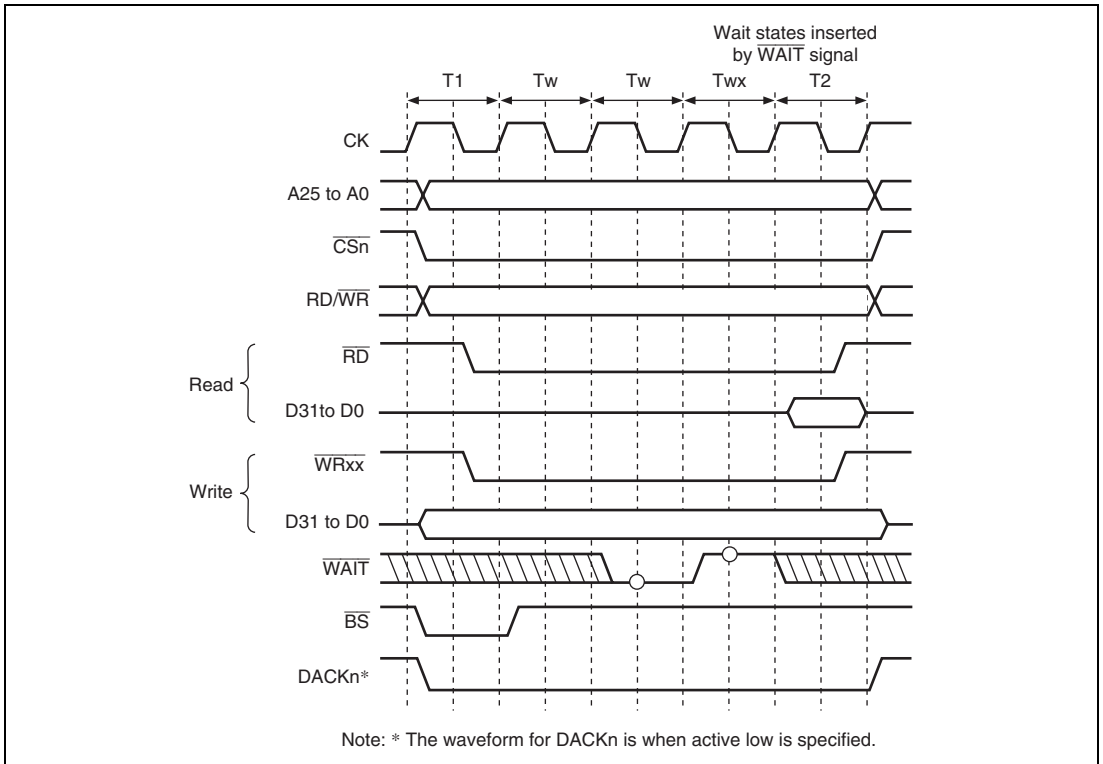 Wait states inserted
by WAIT signal
T1 Tw Tw Twx T2
CK
A25 to A0
CSn
RD/WR
RD
Read
D31to D0
WRxx
Write
D31 to D0
WAIT
BS
DACKn*
Note: * The waveform for DACKn is when active low is specified.